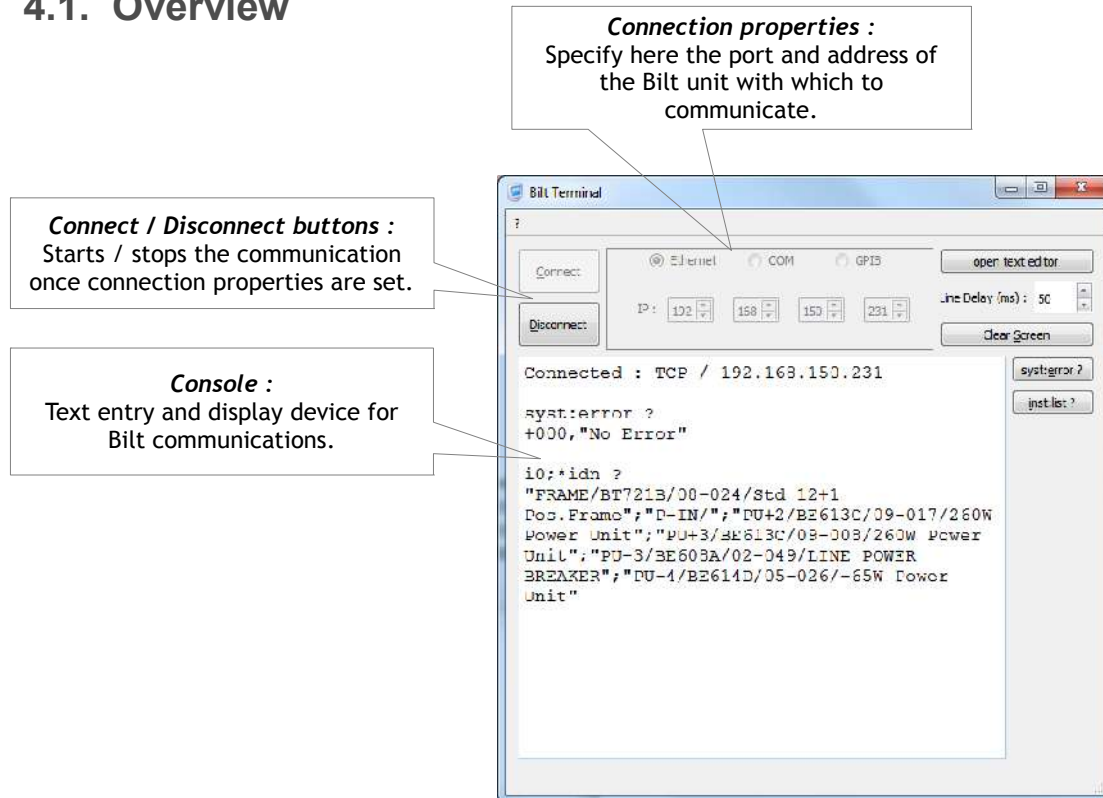 4.1. Overview
Connection properties :
Specify here the port and address of
the Bilt unit with which to
communicate.
Connect / Disconnect buttons :
Starts / stops the communication
once connection properties are set.
Console :
Text entry and display device for
Bilt communications.
Bilt Terminal
?
Connect
Ethernet COM GPIB
open text editor
IP : 192 168 150 231
Line Delay (ms) : 50
Disconnect
Clear Screen
Connected : TCP / 192.168.150.231
syst:error ?
inst:list ?
syst:error ?
+000,"No Error"
i0;*idn ?
"FRAME/BT721B/08-024/Std 12+1
Pos.Frame";"P-IN/";"PU+2/BE613C/09-017/260W
Power Unit";"PU+3/BE613C/09-008/260W Power
Unit";"PU-3/BE608A/02-049/LINE POWER
BREAKER";"PU-4/BE614D/05-026/-65W Power
Unit"